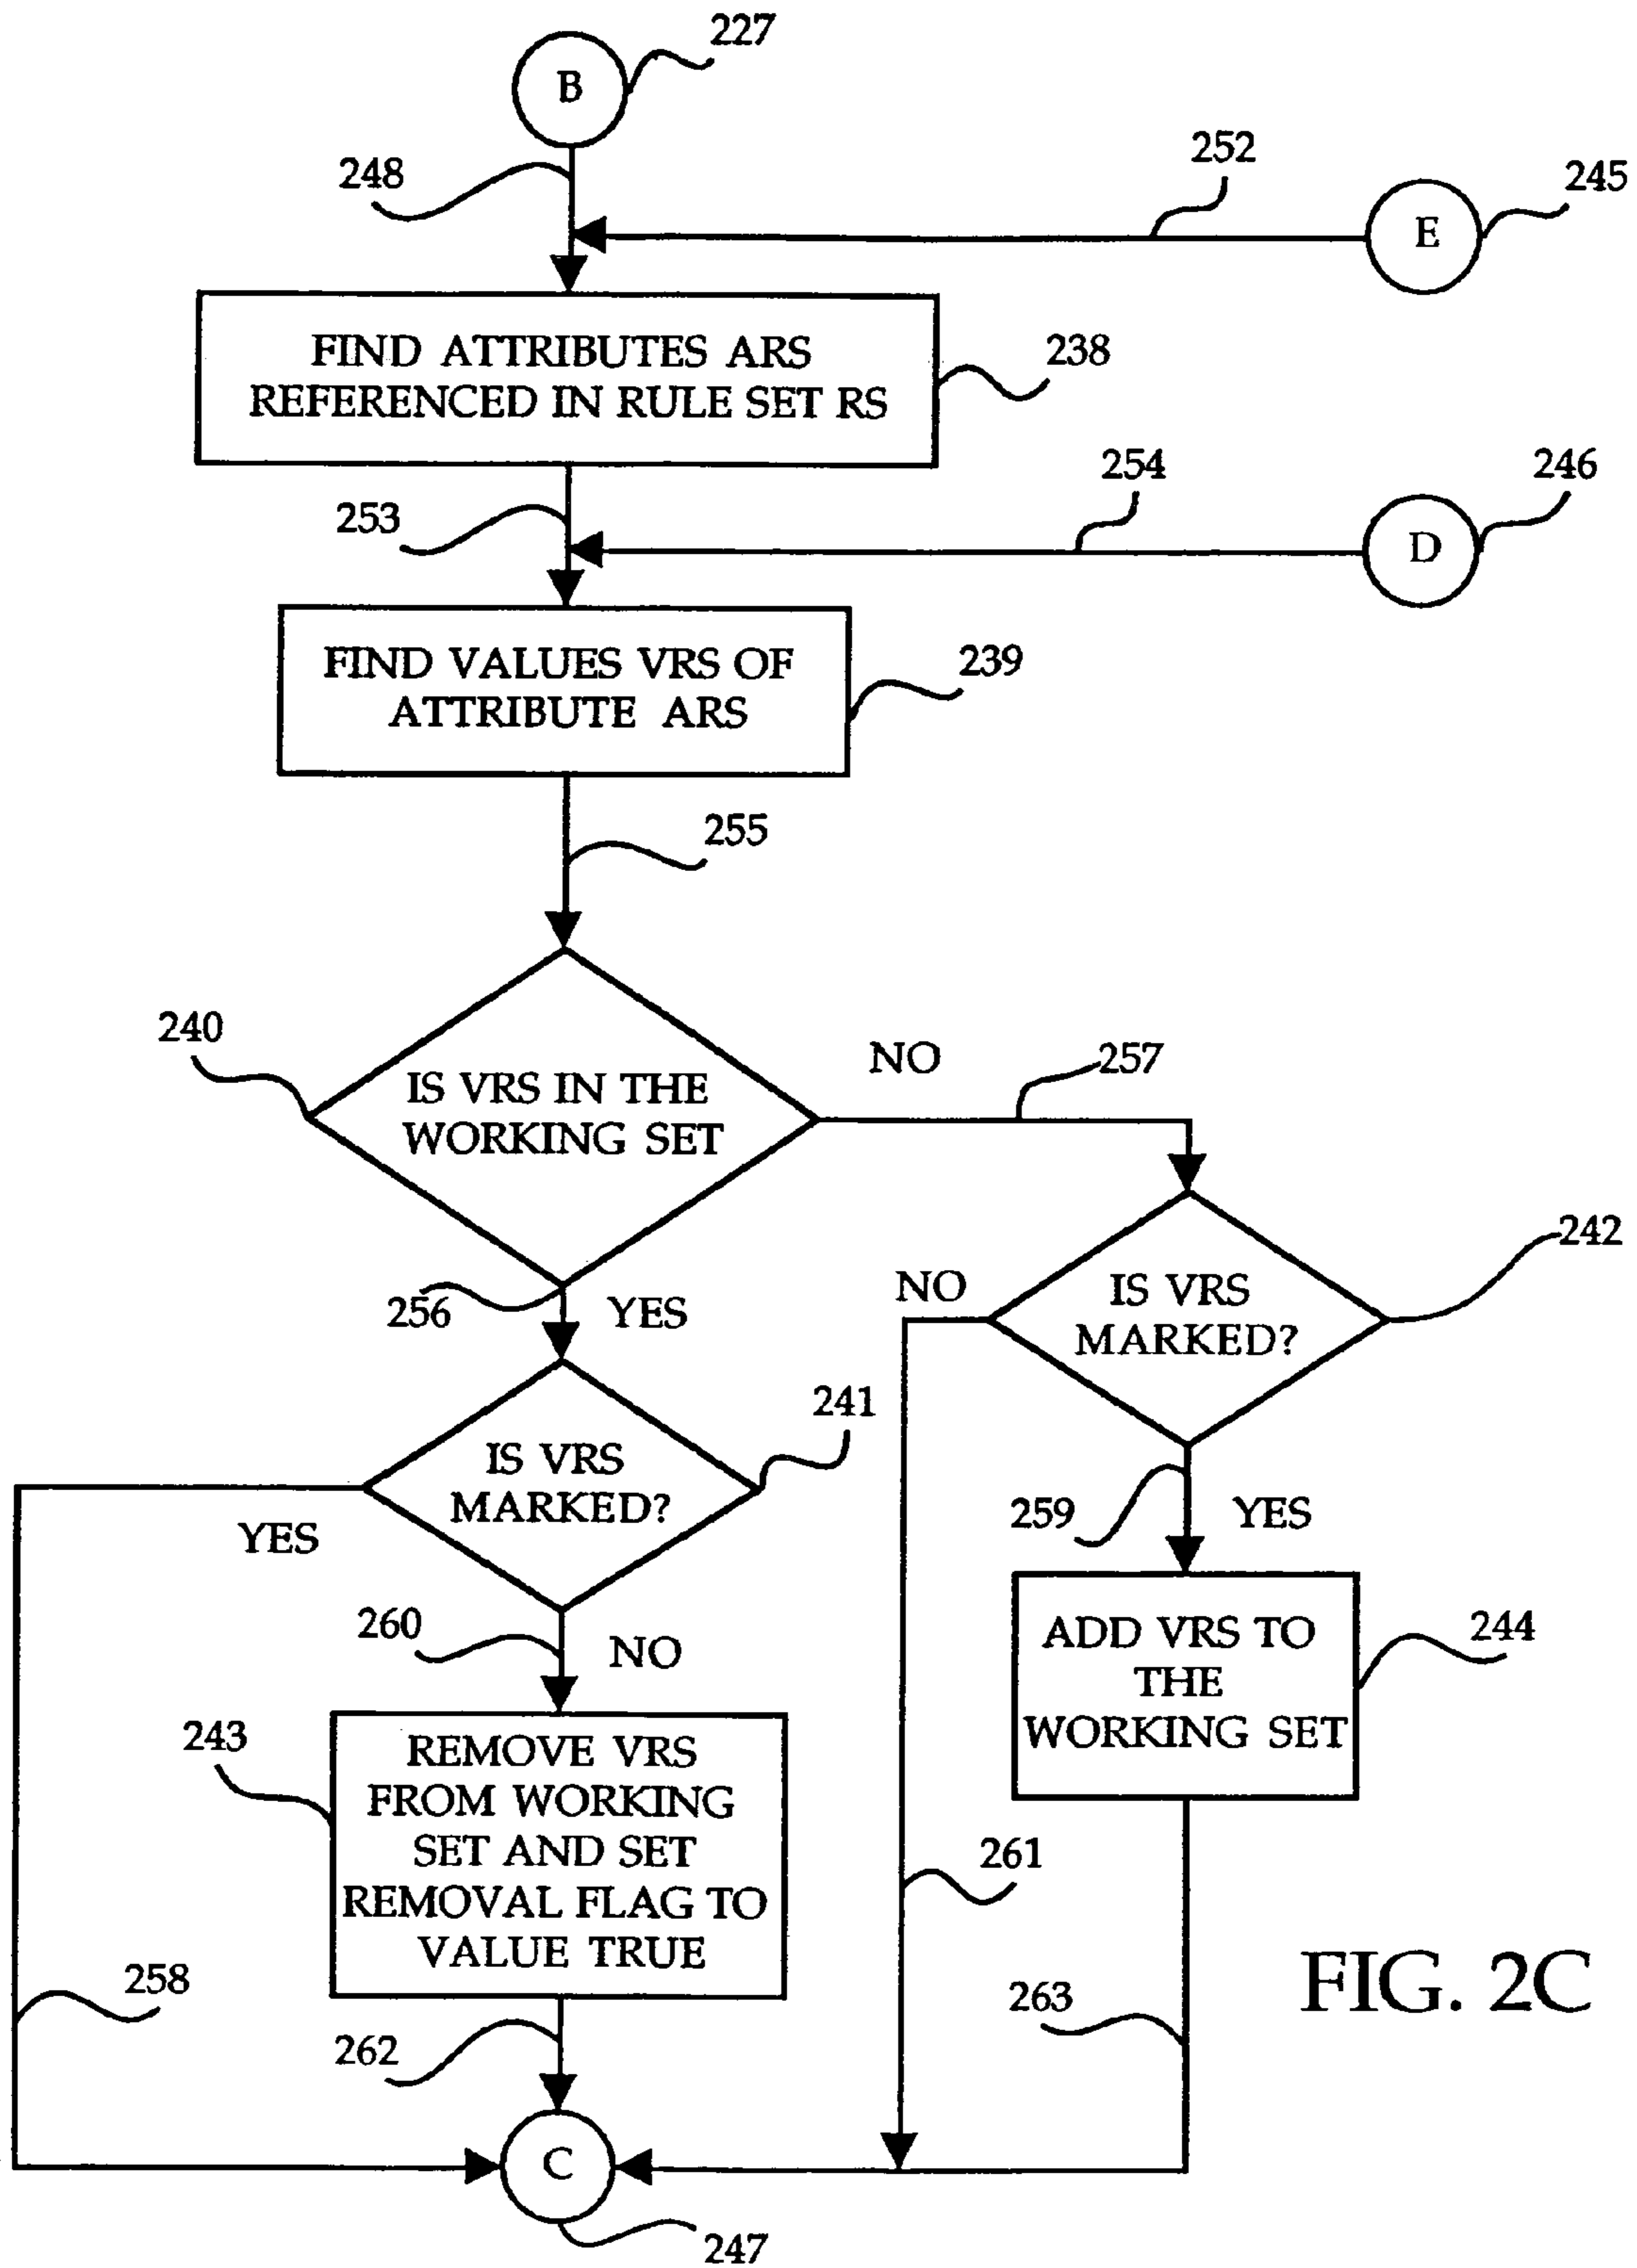 227
B
248
252
E
245
FIND ATTRIBUTES ARS
REFERENCED IN RULE SET RS
238
253
254
D
246
FIND VALUES VRS OF
ATTRIBUTE ARS
239
255
240
IS VRS IN THE
WORKING SET
NO
257
256
YES
NO
IS VRS
MARKED?
242
241
IS VRS
MARKED?
YES
259
YES
260
NO
ADD VRS TO
THE
WORKING SET
244
243
REMOVE VRS
FROM WORKING
SET AND SET
REMOVAL FLAG TO
VALUE TRUE
261
258
262
263
FIG. 2C
C
247